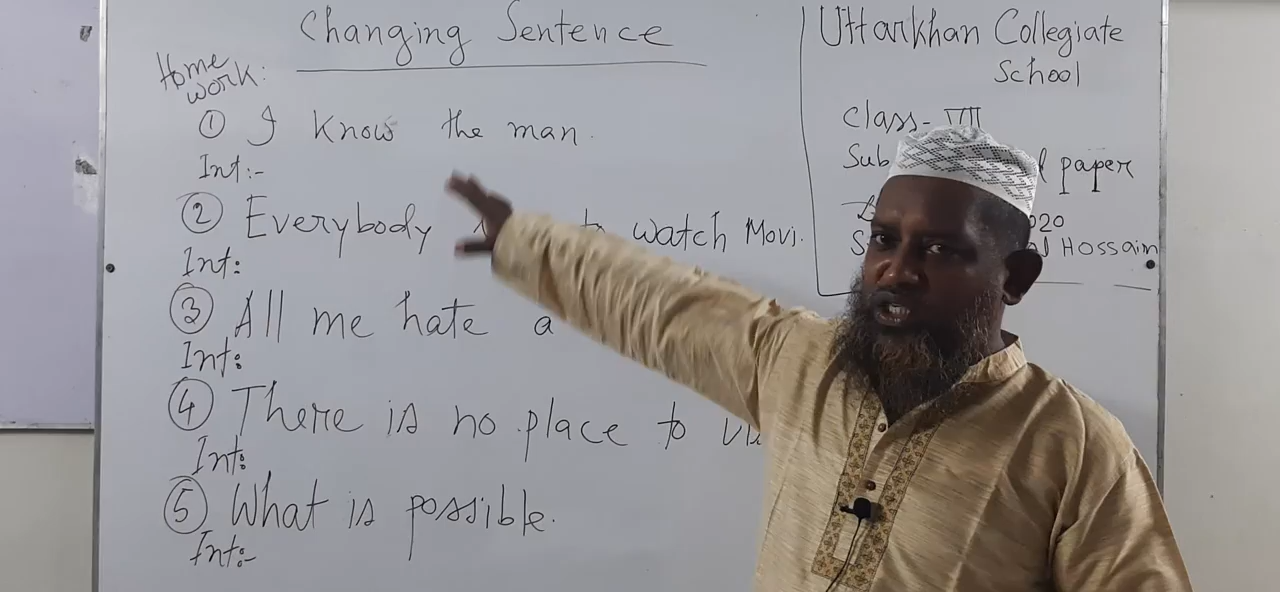 Changing Sentence
Home
work:
① I know the man.
Int:-
② Everybody to watch Movi.
Int:
③ All me hate a
Int:
④ There is no place to
Int:
⑤ What is possible.
Int:-
Uttarkhan Collegiate
School
Class- VII
Sub paper
2020
Hossain